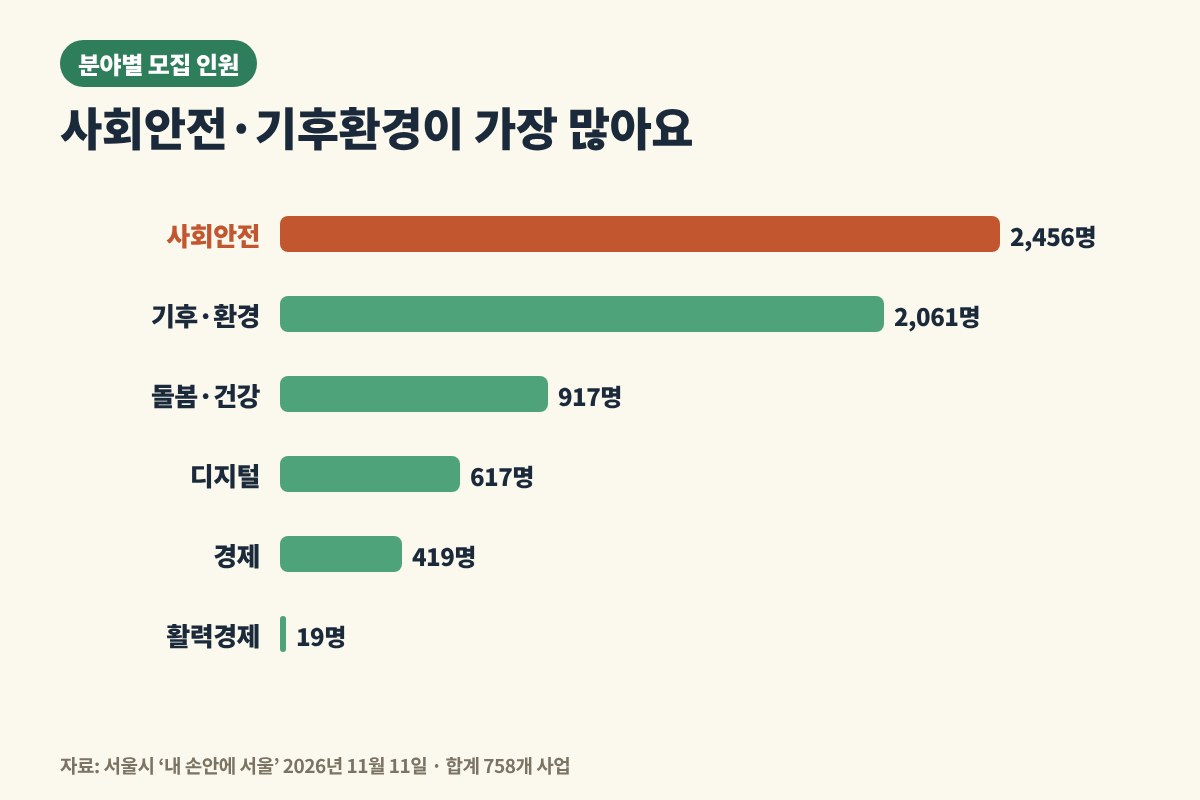 분야별 모집 인원
사회안전·기후환경이 가장 많아요
사회안전 2,456명
기후·환경 2,061명
돌봄·건강 917명
디지털 617명
경제 419명
활력경제 19명
자료: 서울시 ‘내 손안에 서울’ 2026년 11월 11일 · 합계 758개 사업